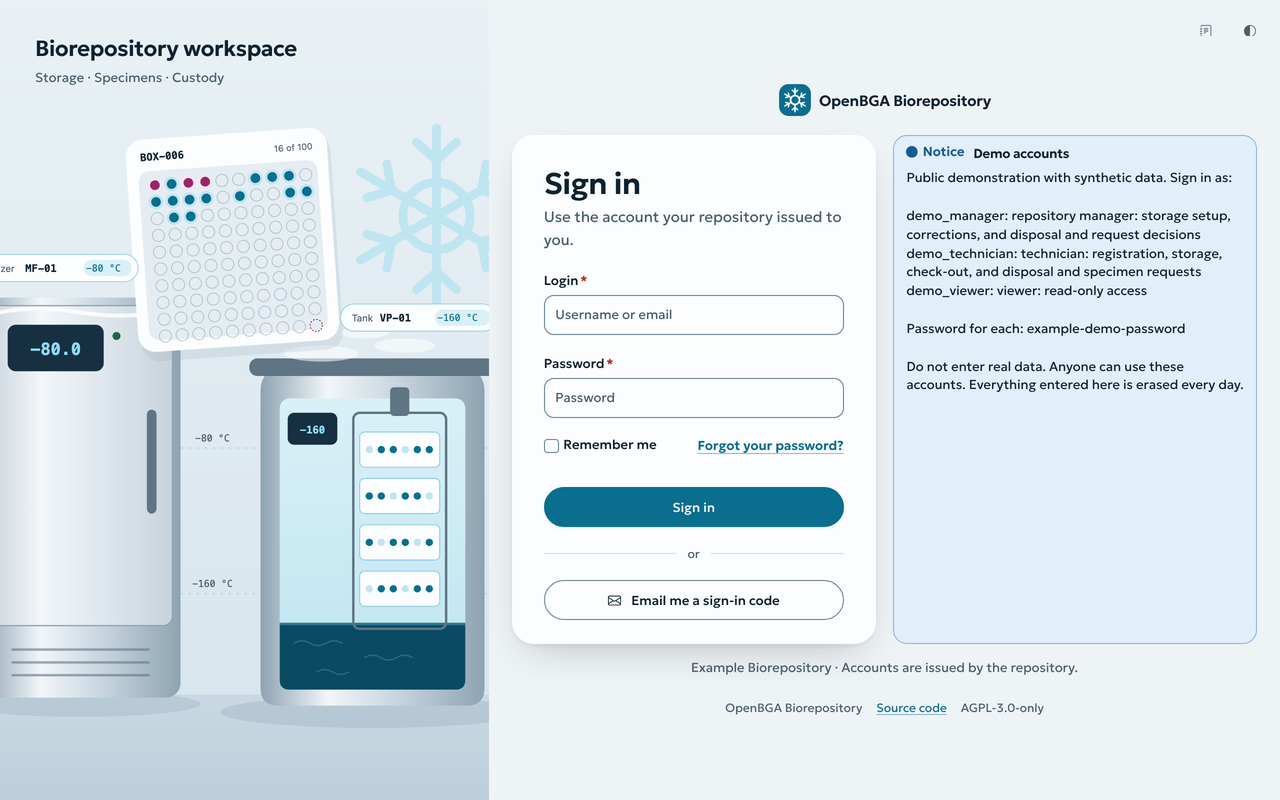 Biorepository workspace
Storage · Specimens · Custody
BOX-006
16 of 100
zer MF-01 -80 °C
Tank VP-01 -160 °C
-80.0
-160
-80 °C
-160 °C
OpenBGA Biorepository
Sign in
Use the account your repository issued to
you.
Login *
Username or email
Password *
Password
Remember me
Forgot your password?
Sign in
or
Email me a sign-in code
Notice Demo accounts
Public demonstration with synthetic data. Sign in as:
demo_manager: repository manager: storage setup,
corrections, and disposal and request decisions
demo_technician: technician: registration, storage,
check-out, and disposal and specimen requests
demo_viewer: viewer: read-only access
Password for each: example-demo-password
Do not enter real data. Anyone can use these
accounts. Everything entered here is erased every day.
Example Biorepository · Accounts are issued by the repository.
OpenBGA Biorepository Source code AGPL-3.0-only